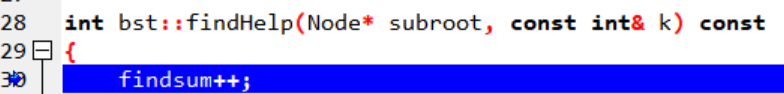 28 int bst::findHelp(Node* subroot, const int& k) const
29 {
30 findsum++;